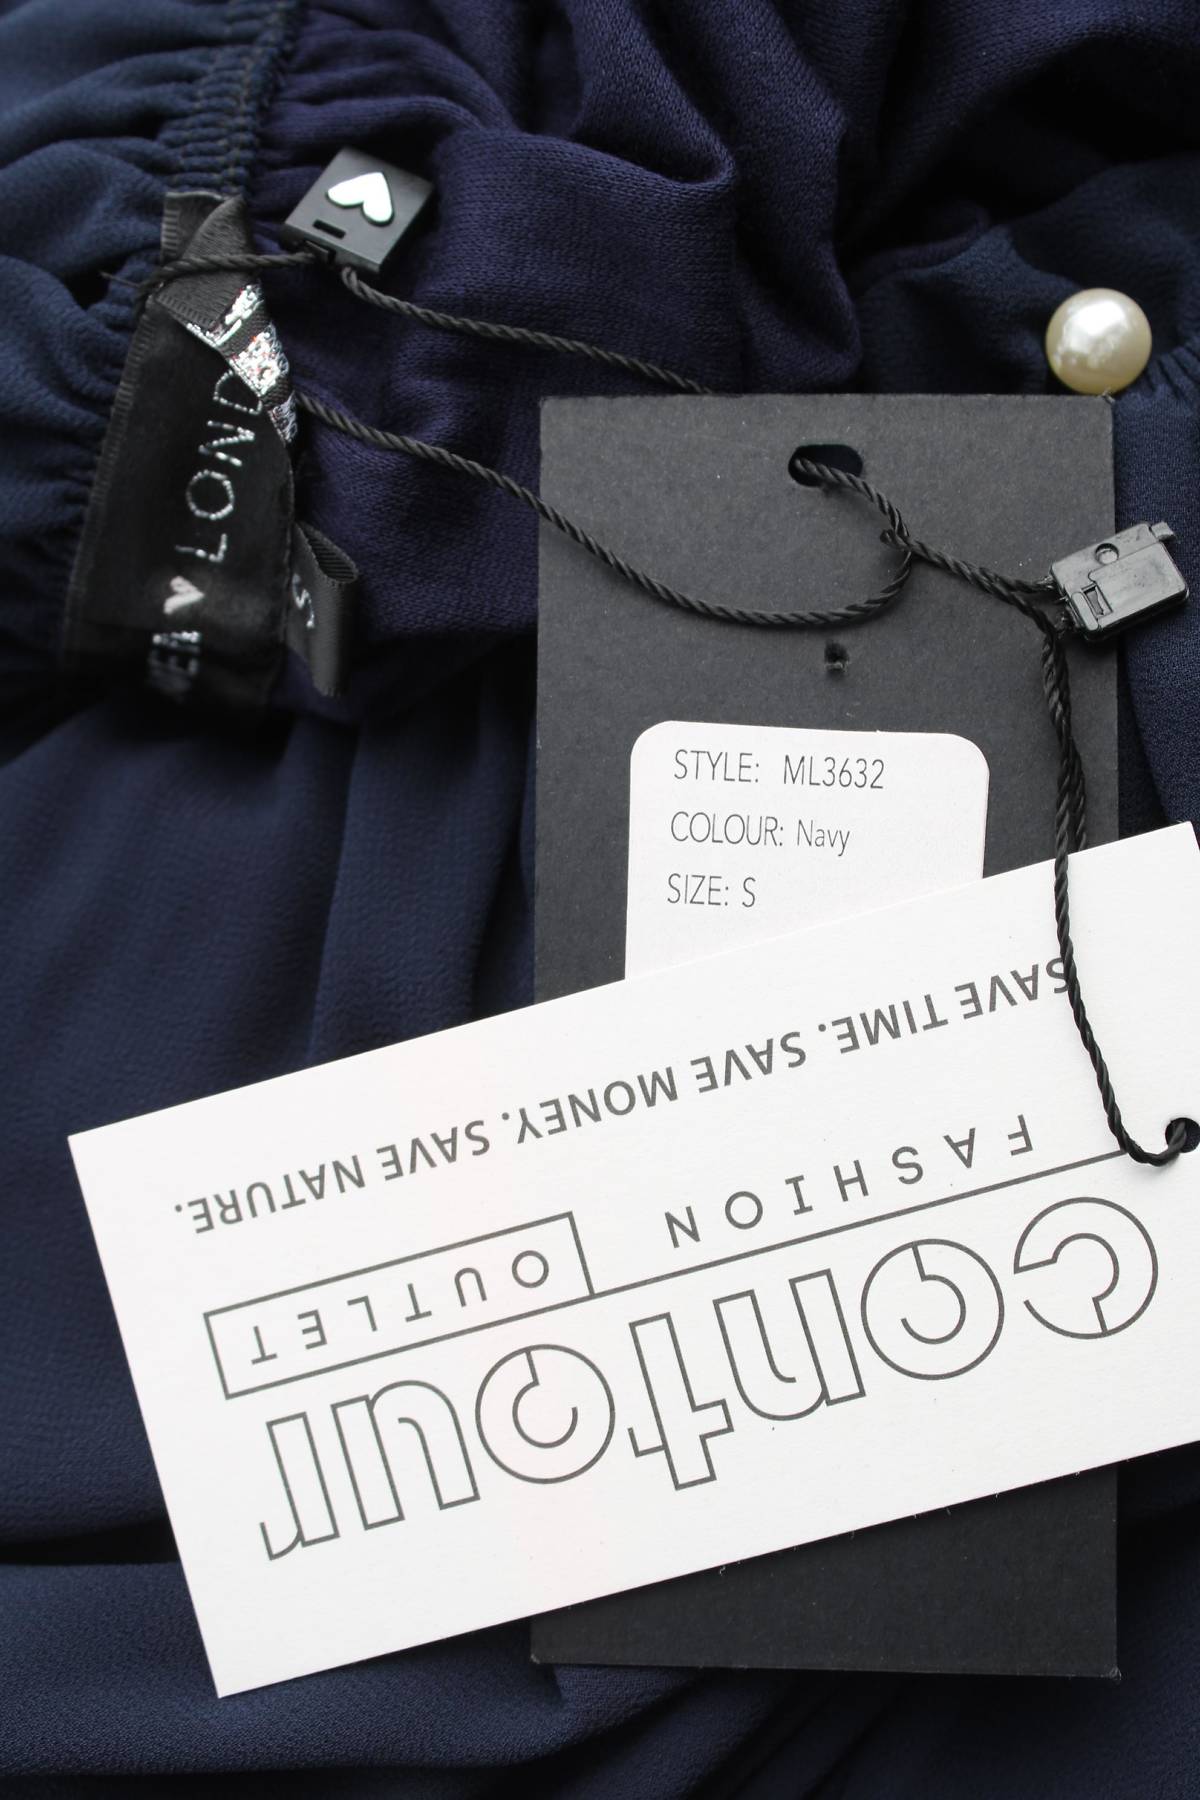 LOND
S
STYLE: ML3632
COLOUR: Navy
SIZE: S
SAVE TIME. SAVE MONEY. SAVE NATURE.
FASHION
OUTLET
contour